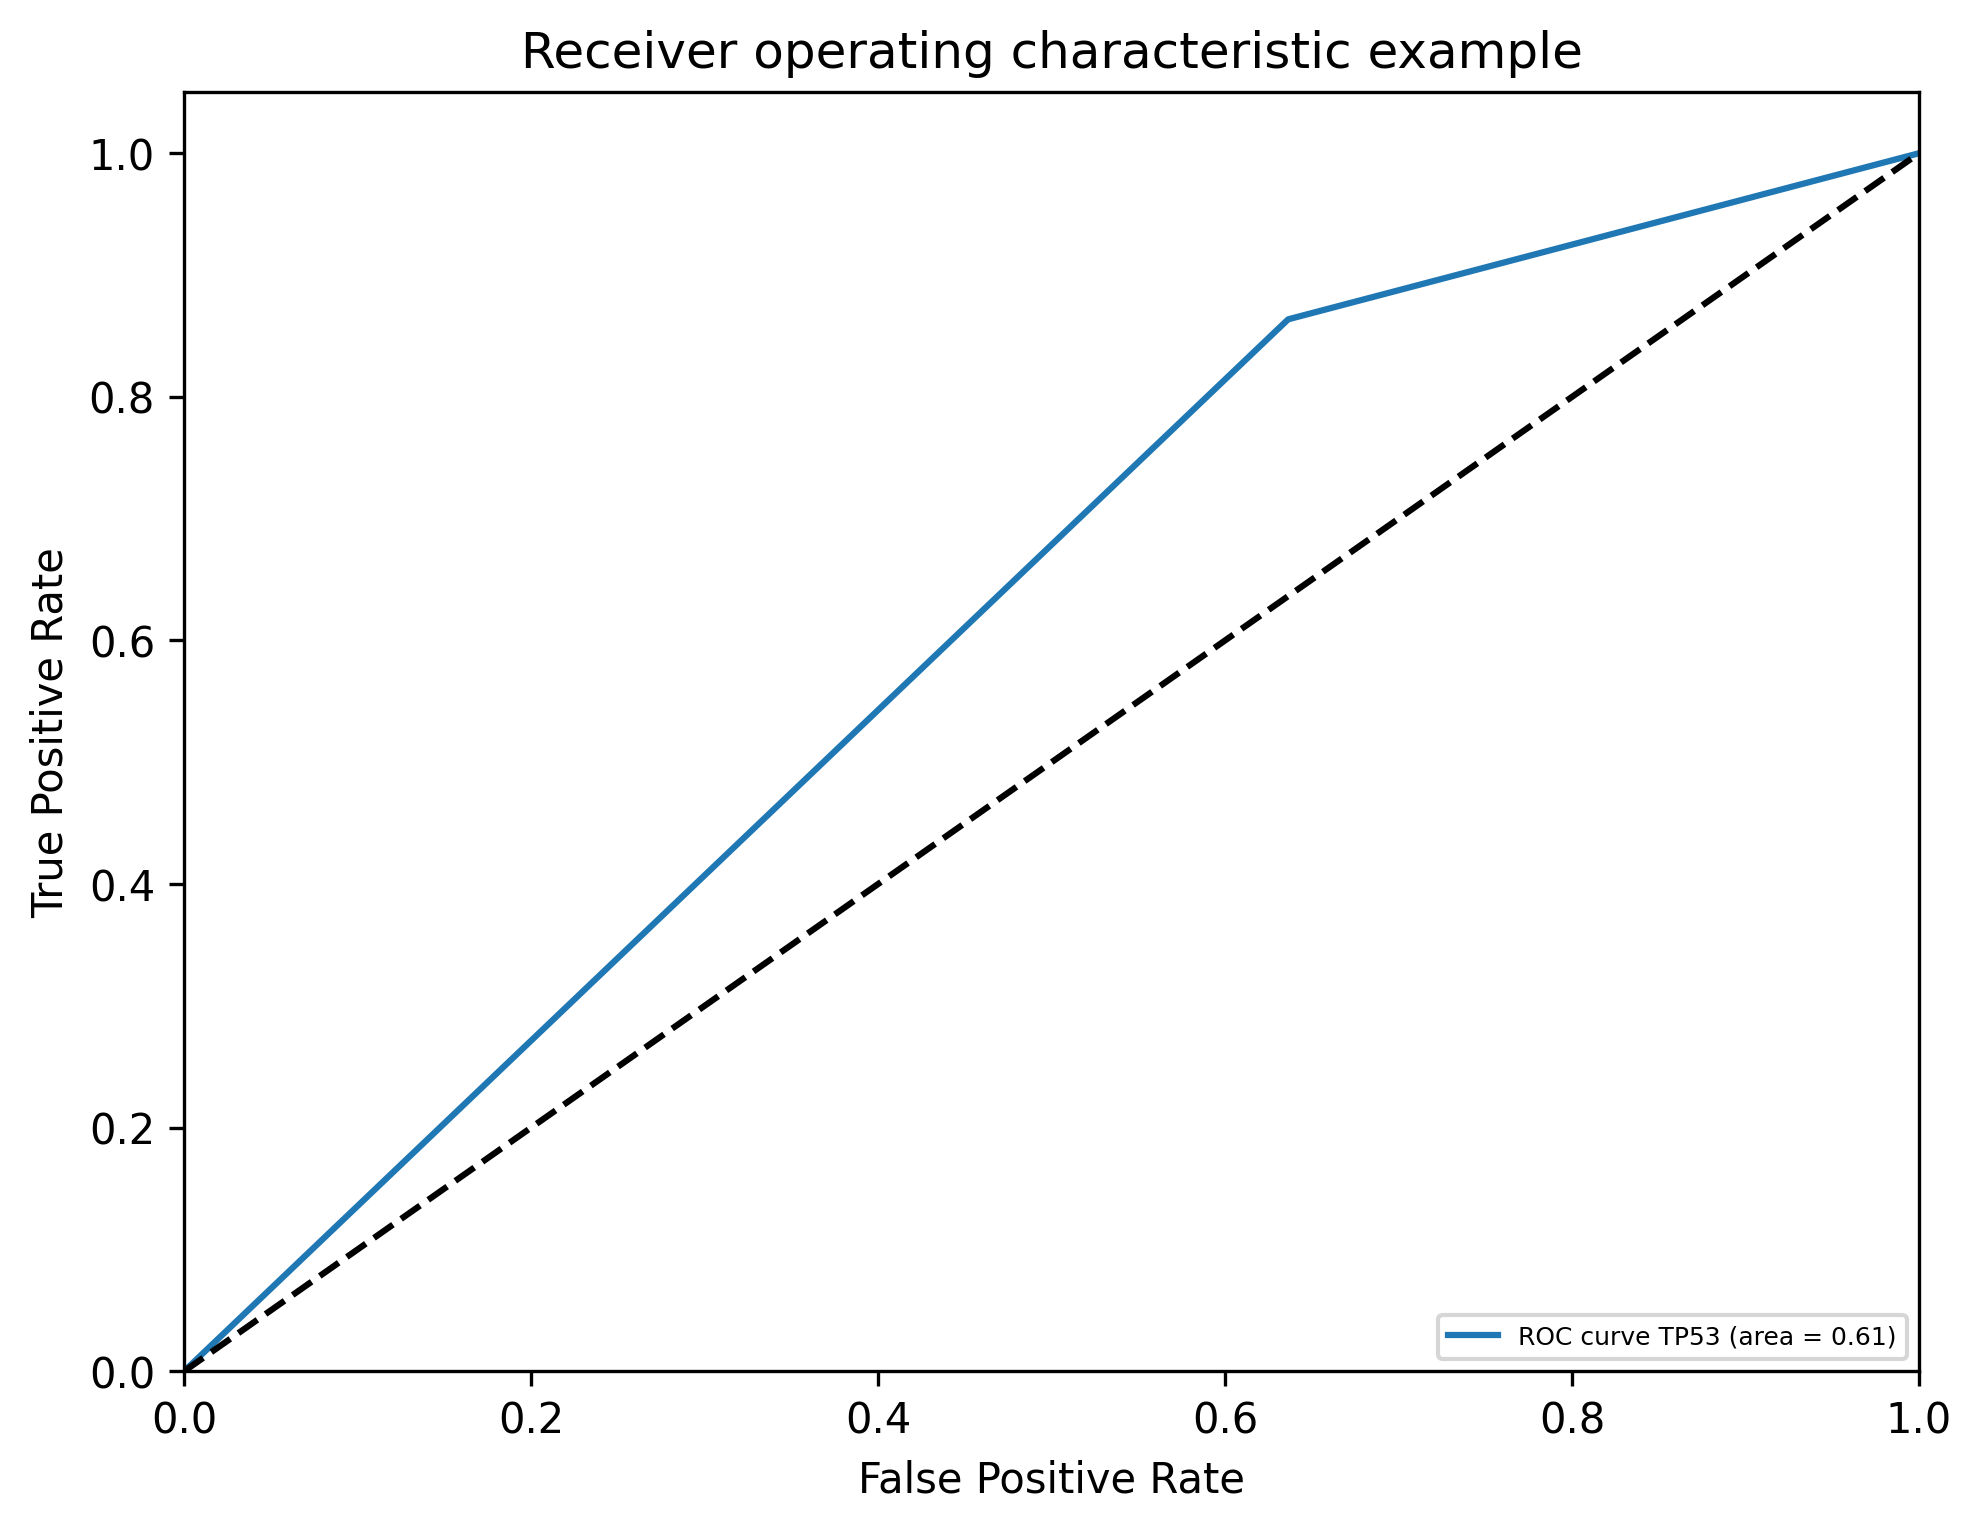 Receiver operating characteristic example
1.0
0.8
0.6
0.4
0.2
0.0
True Positive Rate
ROC curve TP53 (area = 0.61)
0.0 0.2 0.4 0.6 0.8 1.0
False Positive Rate